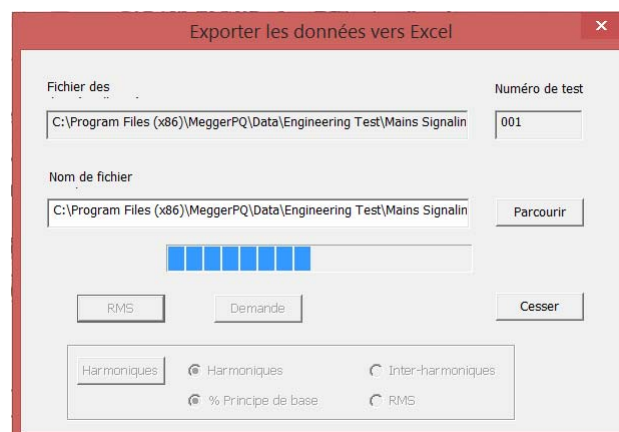 Exporter les données vers Excel
Fichier des
Numéro de test
C:\Program Files (x86)\MeggerPQ\Data\Engineering Test\Mains Signalin
001
Nom de fichier
C:\Program Files (x86)\MeggerPQ\Data\Engineering Test\Mains Signalin
Parcourir
RMS
Demande
Cesser
Harmoniques
Harmoniques
Inter-harmoniques
% Principe de base
RMS